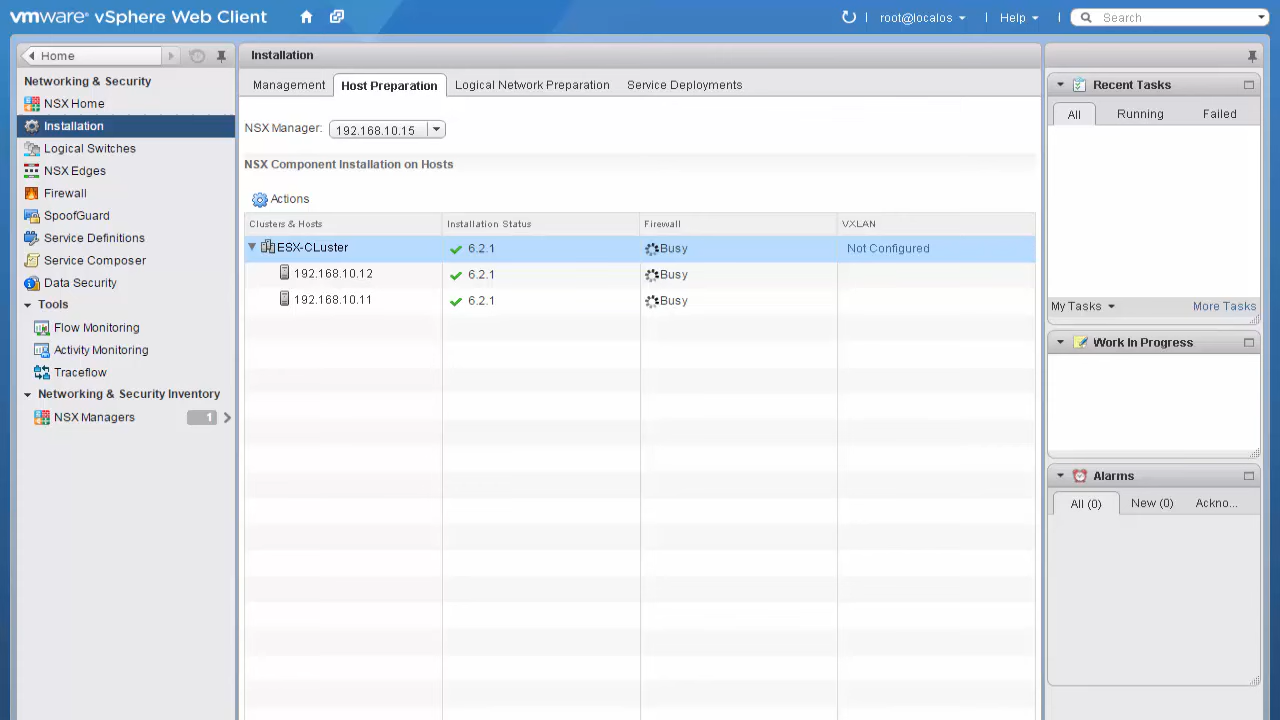 vmware® vSphere Web Client
root@localos
Help
Search
Home
Networking & Security
NSX Home
Installation
Logical Switches
NSX Edges
Firewall
SpoofGuard
Service Definitions
Service Composer
Data Security
Tools
Flow Monitoring
Activity Monitoring
Traceflow
Networking & Security Inventory
NSX Managers 1
Installation
Management Host Preparation Logical Network Preparation Service Deployments
NSX Manager: 192.168.10.15
NSX Component Installation on Hosts
Actions
Clusters & Hosts Installation Status Firewall VXLAN
ESX-CLuster 6.2.1 Busy Not Configured
192.168.10.12 6.2.1 Busy
192.168.10.11 6.2.1 Busy
Recent Tasks
All Running Failed
My Tasks More Tasks
Work In Progress
Alarms
All (0) New (0) Ackno...